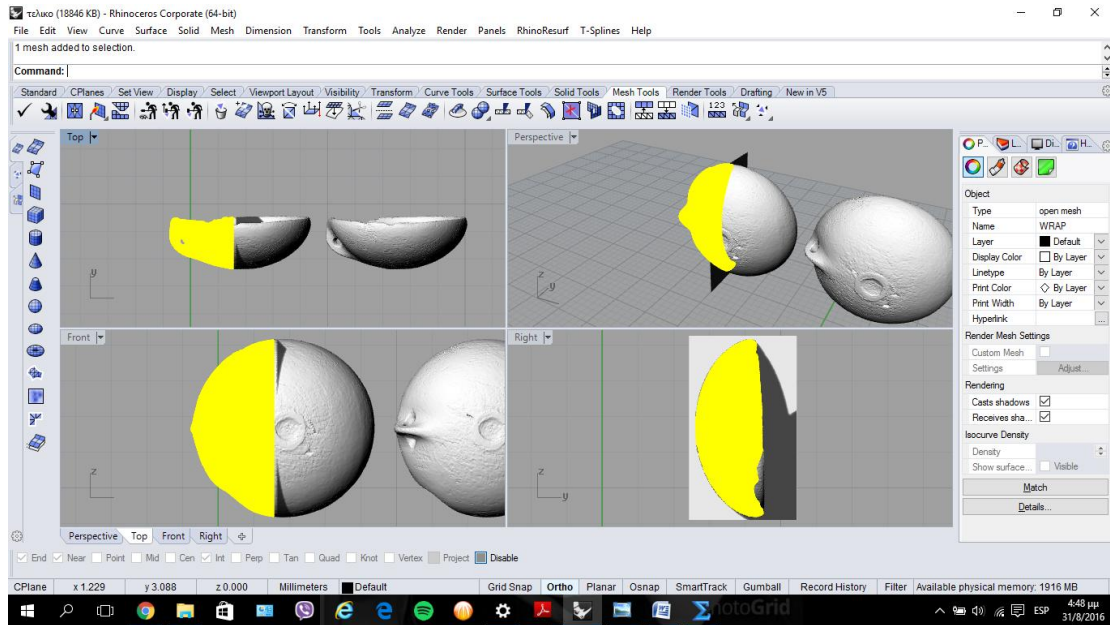 τελικο (18846 KB) - Rhinoceros Corporate (64-bit)
File Edit View Curve Surface Solid Mesh Dimension Transform Tools Analyze Render Panels RhinoResurf T-Splines Help
1 mesh added to selection.
Command:
Standard CPlanes Set View Display Select Viewport Layout Visibility Transform Curve Tools Surface Tools Solid Tools Mesh Tools Render Tools Drafting New in V5
123
Top
Perspective
P... L... Di... H...
Object
Type open mesh
Name WRAP
Layer Default
Display Color By Layer
Linetype By Layer
Print Color By Layer
Print Width By Layer
Hyperlink ...
Render Mesh Settings
Custom Mesh
Settings Adjust...
Rendering
Casts shadows
Receives sha...
Isocurve Density
Density
Show surface... Visible
Match
Details...
y
z
y
Front
Right
z
z
y
Perspective Top Front Right
End Near Point Mid Cen Int Perp Tan Quad Knot Vertex Project Disable
CPlane x 1.229 y 3.088 z 0.000 Millimeters Default Grid Snap Ortho Planar Osnap SmartTrack Gumball Record History Filter Available physical memory: 1916 MB
hotoGrid
ESP
4:48 μμ
31/8/2016